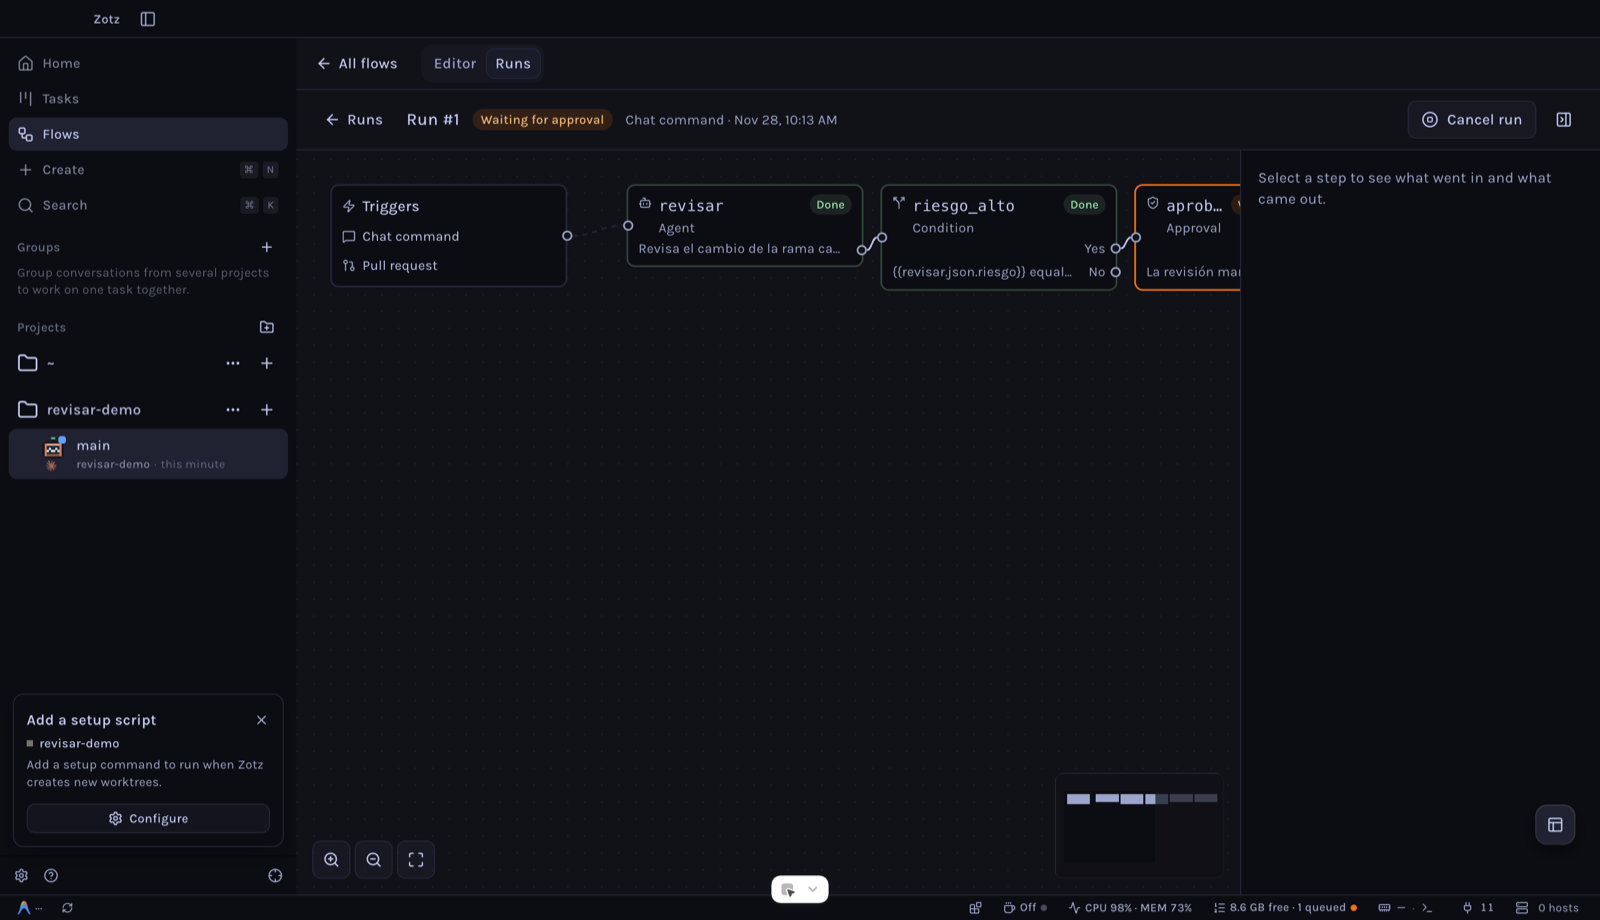 Zotz
Home
Tasks
Flows
Create ⌘ N
Search ⌘ K
Groups
Group conversations from several projects
to work on one task together.
Projects
~
revisar-demo
main
revisar-demo · this minute
Add a setup script
revisar-demo
Add a setup command to run when Zotz
creates new worktrees.
Configure
All flows Editor Runs
Runs Run #1 Waiting for approval Chat command · Nov 28, 10:13 AM Cancel run
Triggers
Chat command
Pull request
revisar Done
Agent
Revisa el cambio de la rama ca...
riesgo_alto Done
Condition
Yes
{{revisar.json.riesgo}} equal... No
aprob...
Approval
La revisión mar
Select a step to see what went in and what
came out.
Off CPU 98% · MEM 73% 8.6 GB free · 1 queued 11 0 hosts